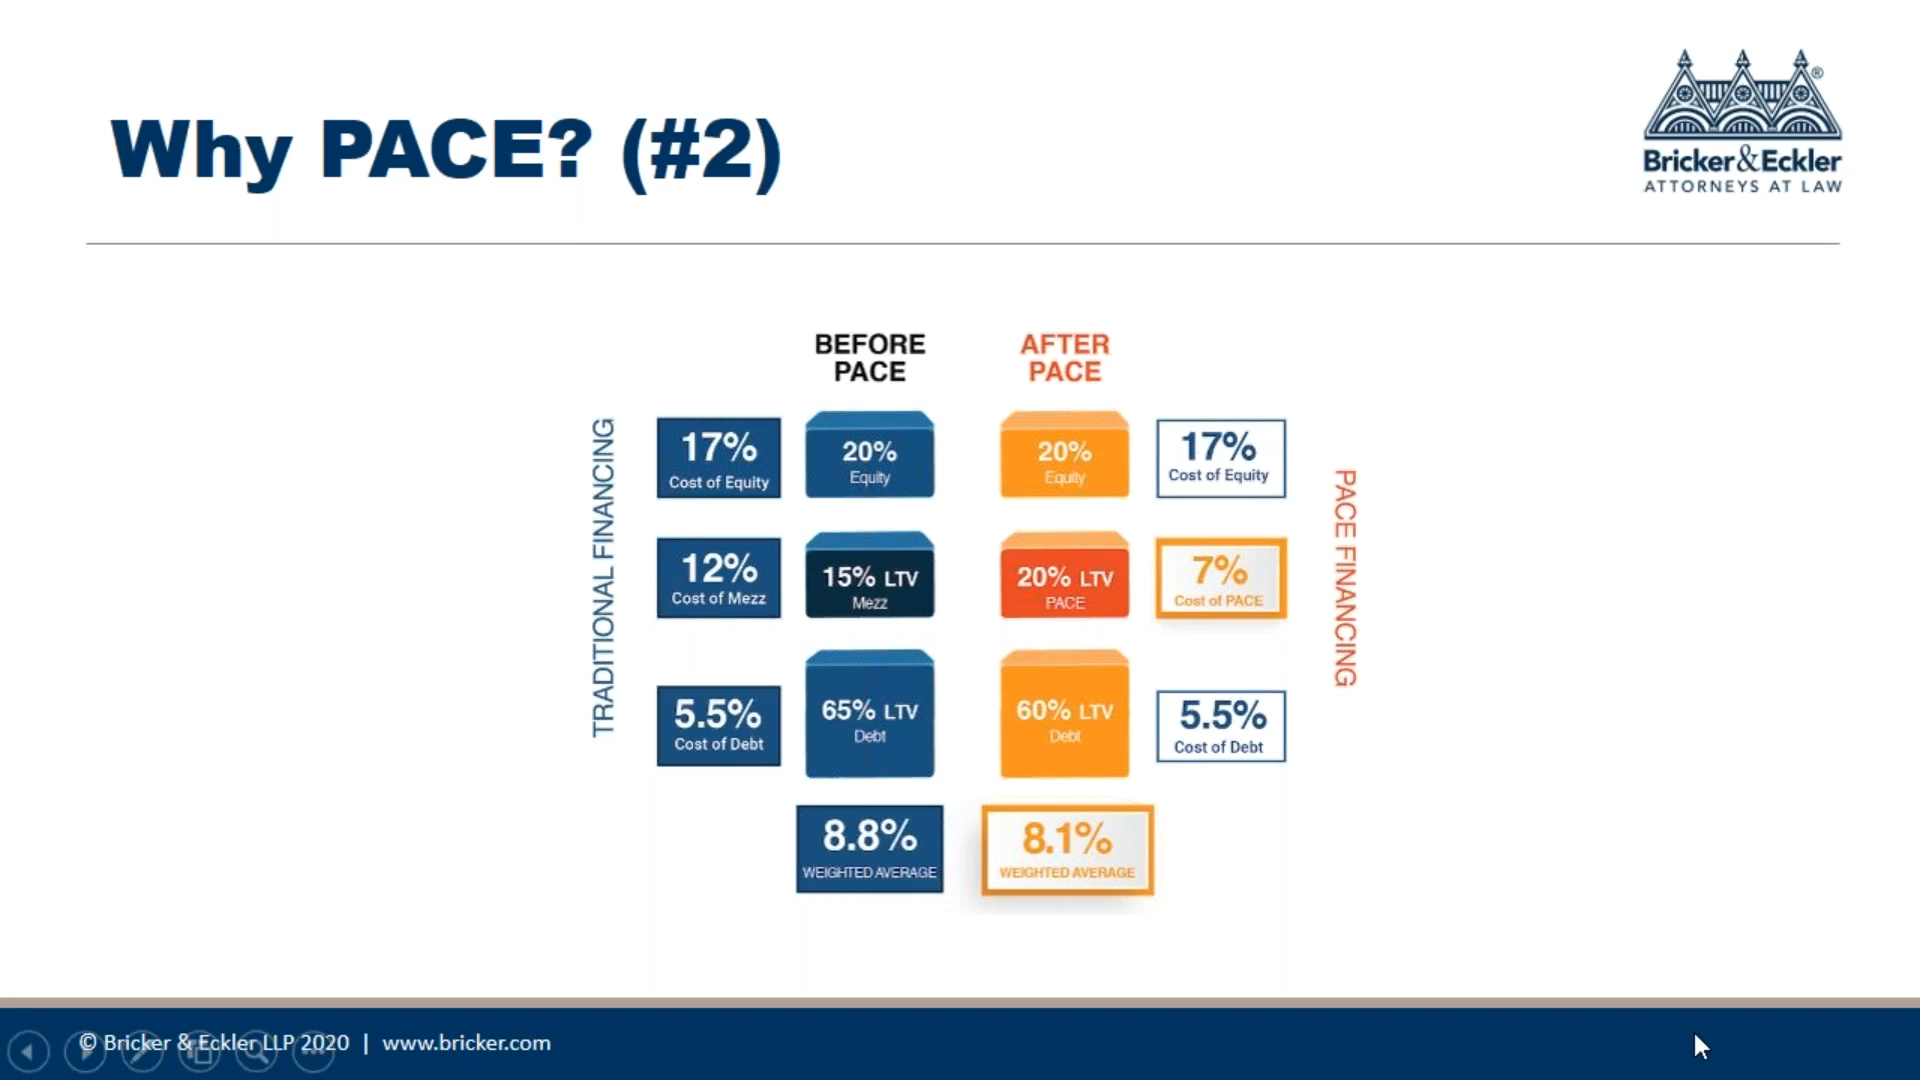 Why PACE? (#2)
®
Bricker&Eckler
ATTORNEYS AT LAW
BEFORE
PACE
AFTER
PACE
TRADITIONAL FINANCING
17%
Cost of Equity
20%
Equity
20%
Equity
17%
Cost of Equity
12%
Cost of Mezz
15% LTV
Mezz
20% LTV
PACE
7%
Cost of PACE
5.5%
Cost of Debt
65% LTV
Debt
60% LTV
Debt
5.5%
Cost of Debt
PACE FINANCING
8.8%
WEIGHTED AVERAGE
8.1%
WEIGHTED AVERAGE
© Bricker & Eckler LLP 2020 | www.bricker.com